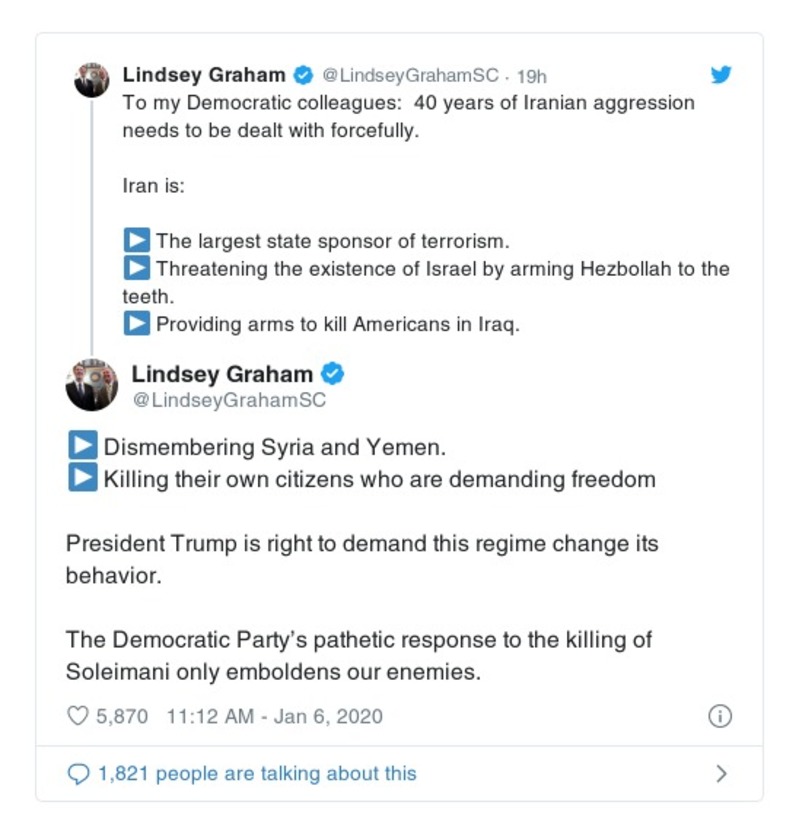 Lindsey Graham @LindseyGrahamSC · 19h
To my Democratic colleagues: 40 years of Iranian aggression
needs to be dealt with forcefully.
Iran is:
▶️ The largest state sponsor of terrorism.
▶️ Threatening the existence of Israel by arming Hezbollah to the
teeth.
▶️ Providing arms to kill Americans in Iraq.
Lindsey Graham
@LindseyGrahamSC
▶️ Dismembering Syria and Yemen.
▶️ Killing their own citizens who are demanding freedom
President Trump is right to demand this regime change its
behavior.
The Democratic Party’s pathetic response to the killing of
Soleimani only emboldens our enemies.
5,870 11:12 AM - Jan 6, 2020
1,821 people are talking about this